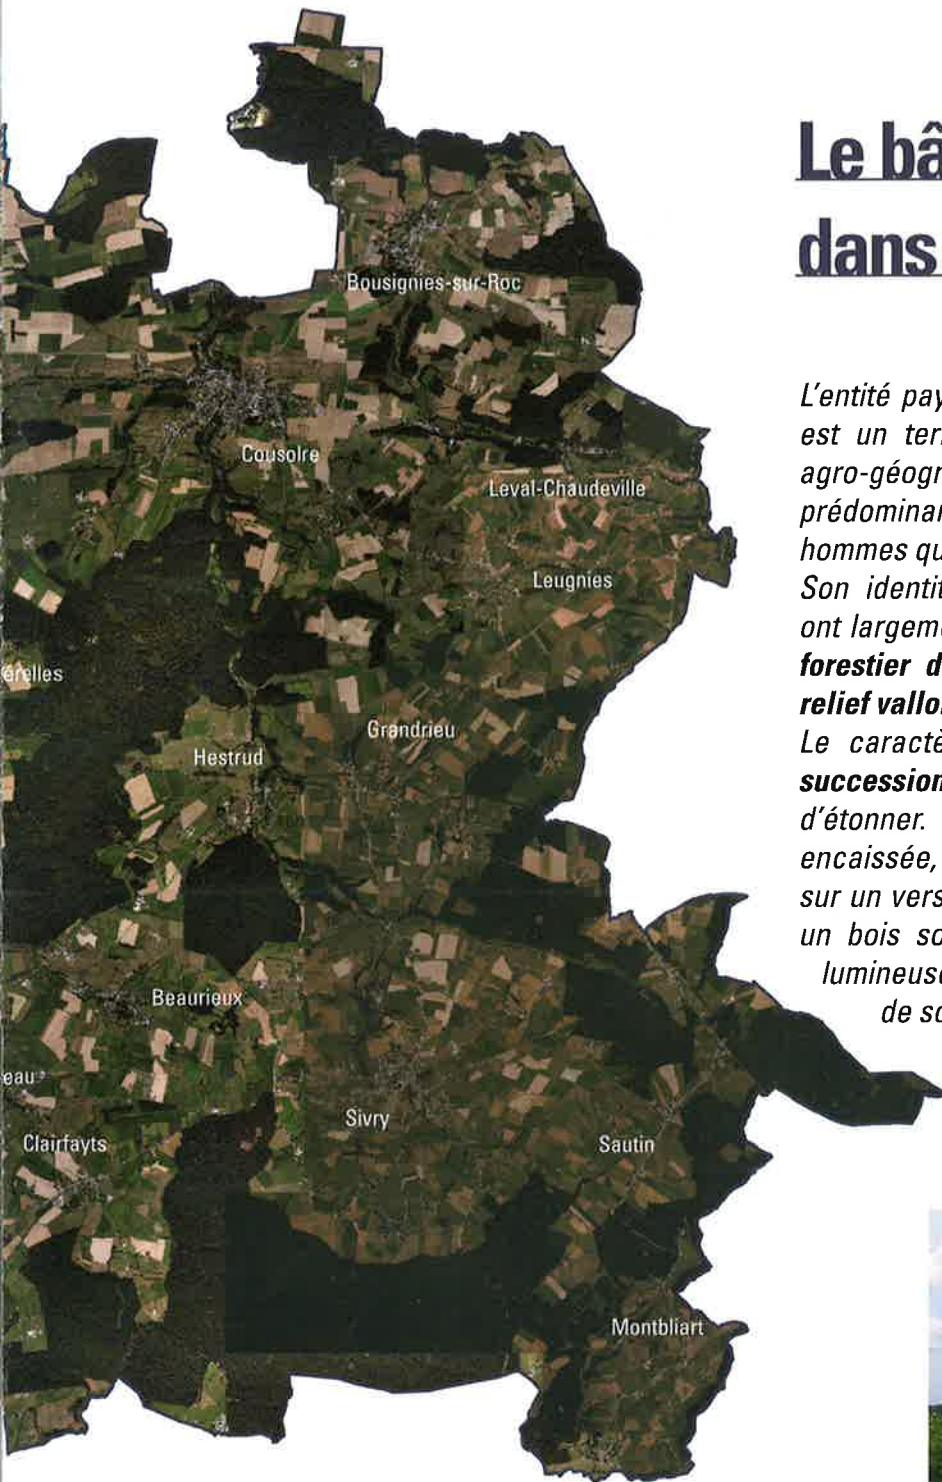 Le bâ
dans
Bousignies-sur-Roc
Cousolre
Leval-Chaudeville
Leugnies
érelles
Grandrieu
Hestrud
Beaurieux
eau
Clairfayts
Sivry
Sautin
Montbliart
L'entité pay
est un ter
agro-géogr
prédominar
hommes qu
Son identit
ont largeme
forestier d
relief vallo
Le caractè
succession
d'étonner.
encaissée,
sur un vers
un bois so
lumineuse
de so